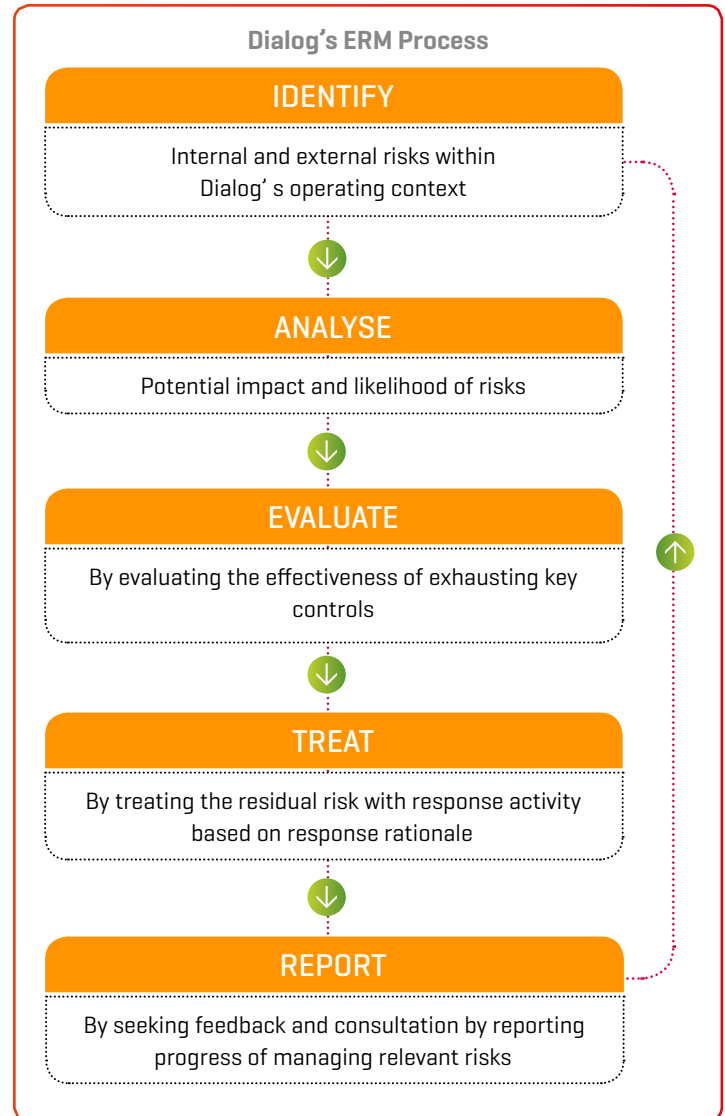 Dialog's ERM Process
IDENTIFY
Internal and external risks within
Dialog' s operating context
ANALYSE
Potential impact and likelihood of risks
EVALUATE
By evaluating the effectiveness of exhausting key
controls
TREAT
By treating the residual risk with response activity
based on response rationale
REPORT
By seeking feedback and consultation by reporting
progress of managing relevant risks